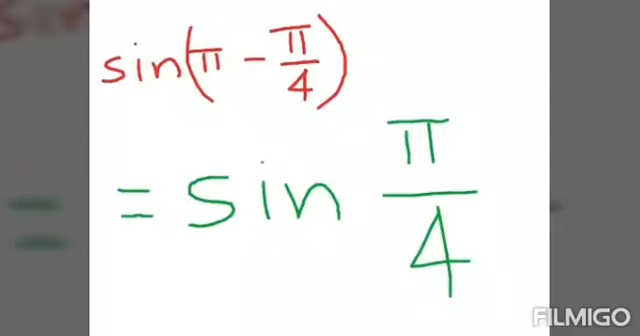 sin(π - π/4)
= sin π/4
FILMIGO